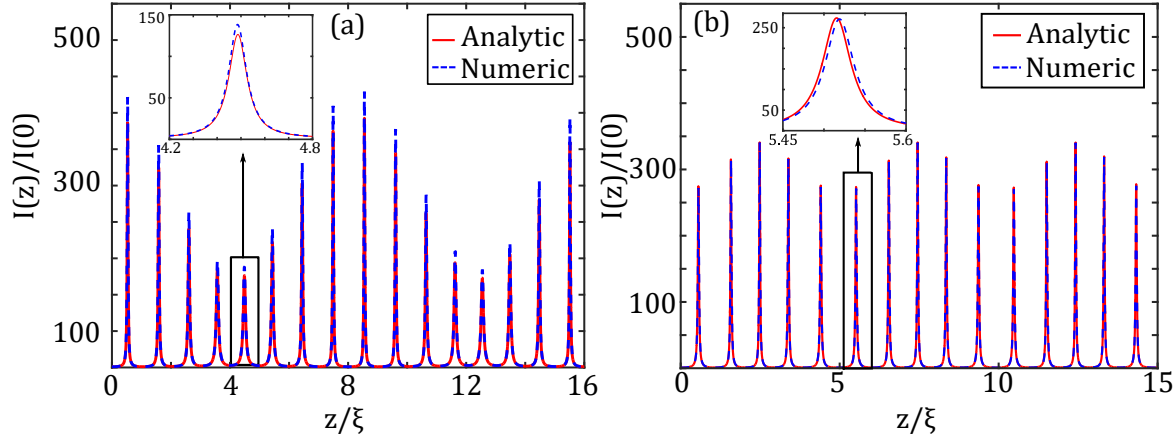 (a)
Analytic
Numeric
I(z)/I(0)
500
300
100
0
4
8
12
16
z/ξ
150
50
4.2
4.8
(b)
Analytic
Numeric
I(z)/I(0)
500
300
100
0
5
10
15
z/ξ
250
50
5.45
5.6